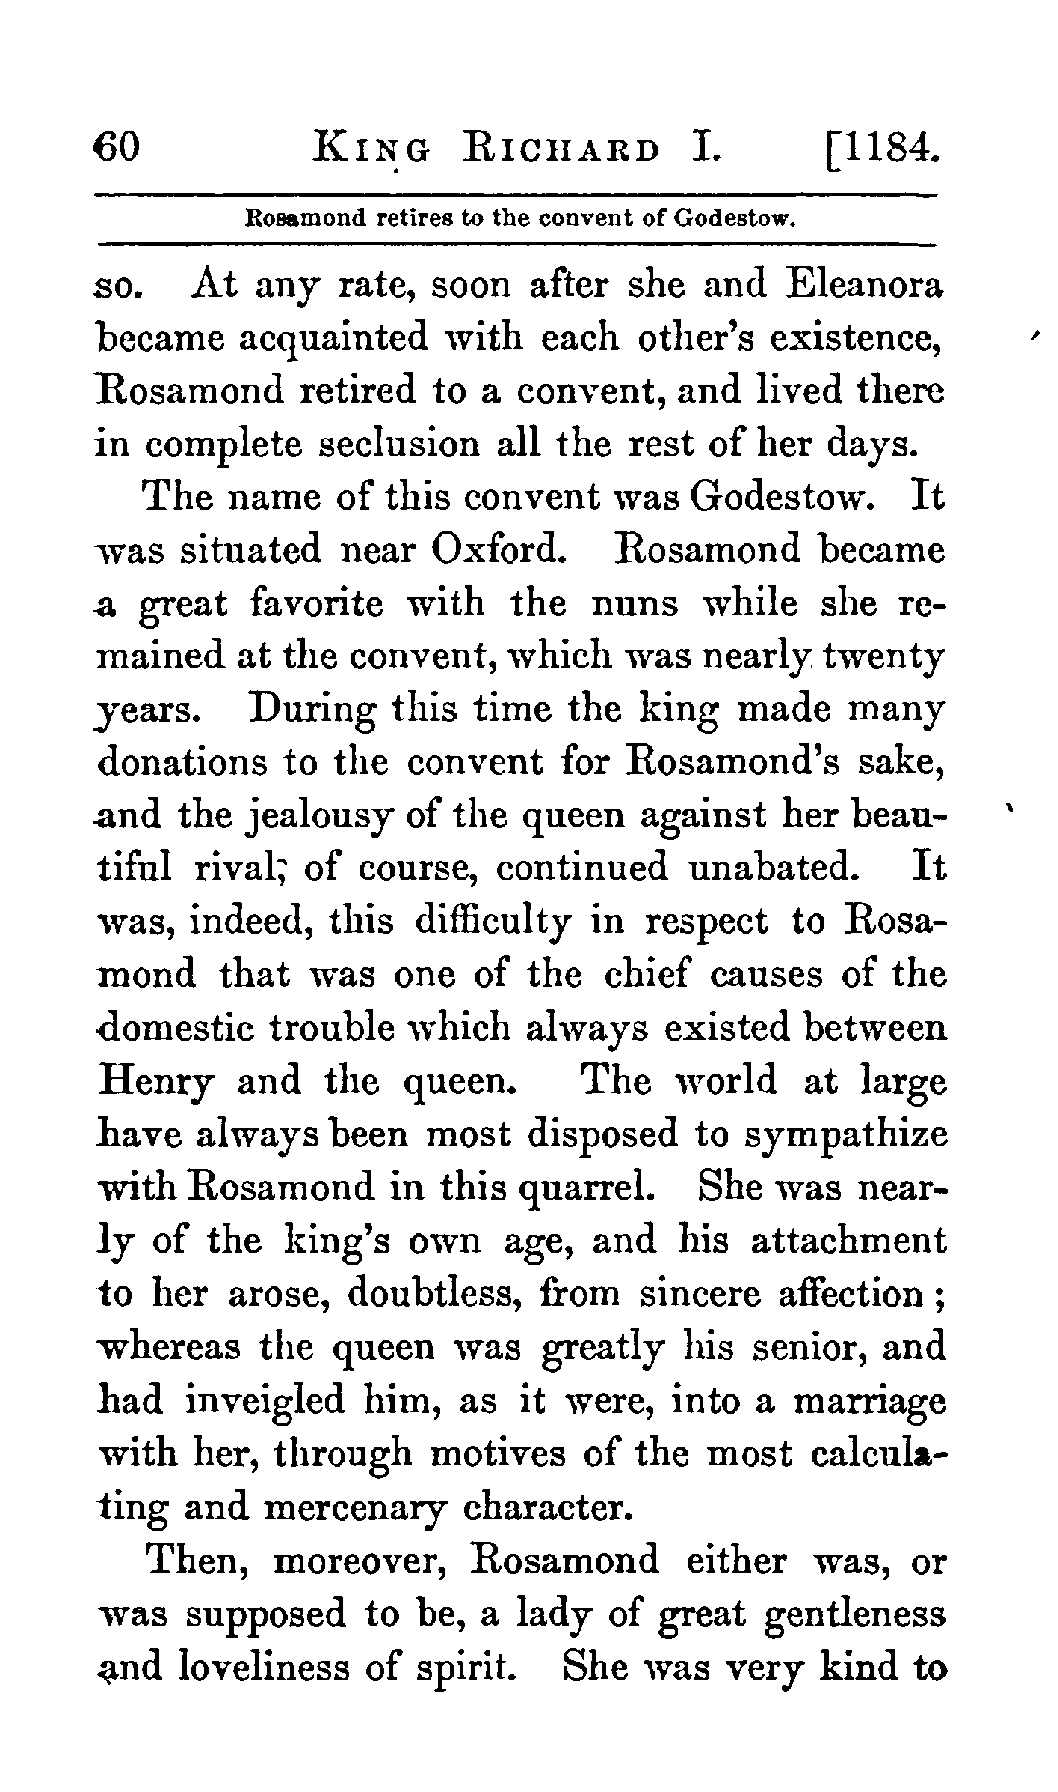 60 KING RICHARD I. [1184.
Rosamond retires to the convent of Godestow.
so. At any rate, soon after she and Eleanora
became acquainted with each other's existence,
Rosamond retired to a convent, and lived there
in complete seclusion all the rest of her days.
The name of this convent was Godestow. It
was situated near Oxford. Rosamond became
a great favorite with the nuns while she re-
mained at the convent, which was nearly twenty
years. During this time the king made many
donations to the convent for Rosamond's sake,
and the jealousy of the queen against her beau-
tiful rival, of course, continued unabated. It
was, indeed, this difficulty in respect to Rosa-
mond that was one of the chief causes of the
domestic trouble which always existed between
Henry and the queen. The world at large
have always been most disposed to sympathize
with Rosamond in this quarrel. She was near-
ly of the king's own age, and his attachment
to her arose, doubtless, from sincere affection;
whereas the queen was greatly his senior, and
had inveigled him, as it were, into a marriage
with her, through motives of the most calcula-
ting and mercenary character.
Then, moreover, Rosamond either was, or
was supposed to be, a lady of great gentleness
and loveliness of spirit. She was very kind to